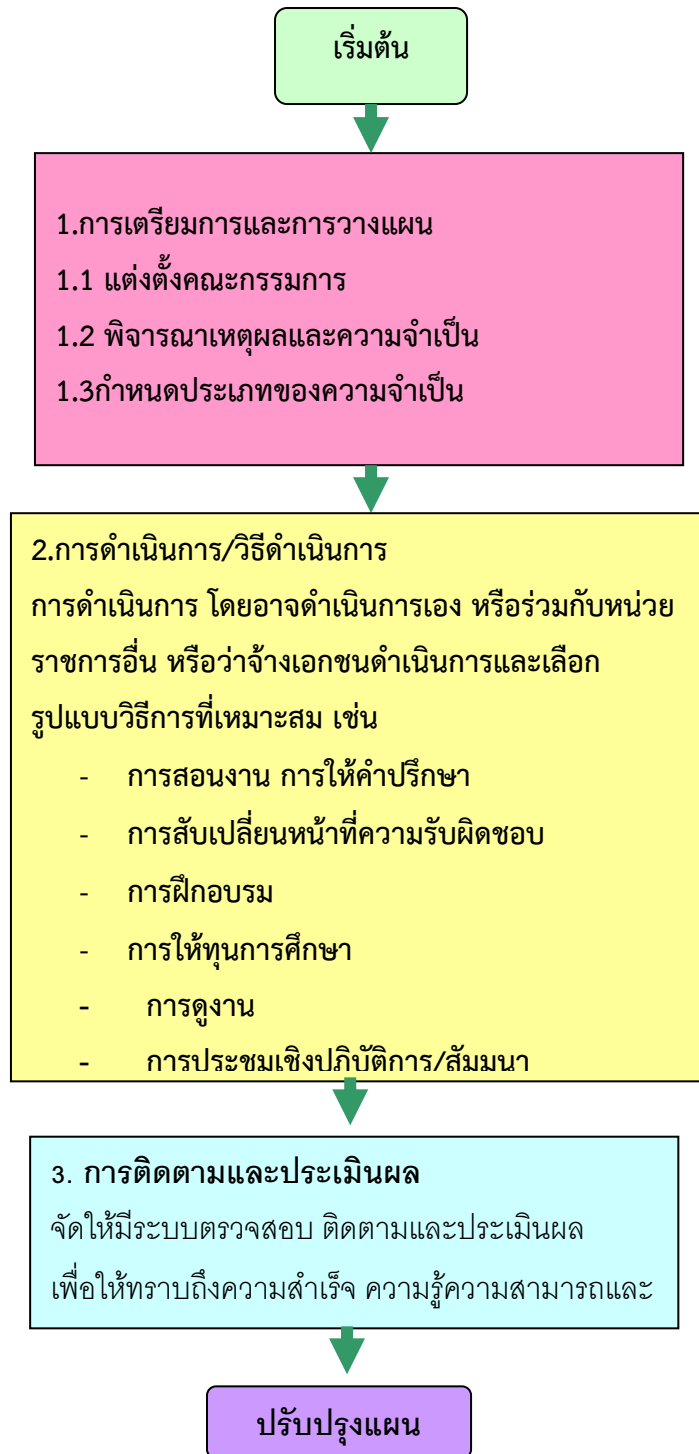 เริ่มต้น
1.การเตรียมการและการวางแผน
1.1 แต่งตั้งคณะกรรมการ
1.2 พิจารณาเหตุผลและความจำเป็น
1.3กำหนดประเภทของความจำเป็น
2.การดำเนินการ/วิธีดำเนินการ
การดำเนินการ โดยอาจดำเนินการเอง หรือร่วมกับหน่วย
ราชการอื่น หรือว่าจ้างเอกชนดำเนินการและเลือก
รูปแบบวิธีการที่เหมาะสม เช่น
- การสอนงาน การให้คำปรึกษา
- การสับเปลี่ยนหน้าที่ความรับผิดชอบ
- การฝึกอบรม
- การให้ทุนการศึกษา
- การดูงาน
- การประชุมเชิงปฏิบัติการ/สัมมนา
3. การติดตามและประเมินผล
จัดให้มีระบบตรวจสอบ ติดตามและประเมินผล
เพื่อให้ทราบถึงความสำเร็จ ความรู้ความสามารถและ
ปรับปรุงแผน